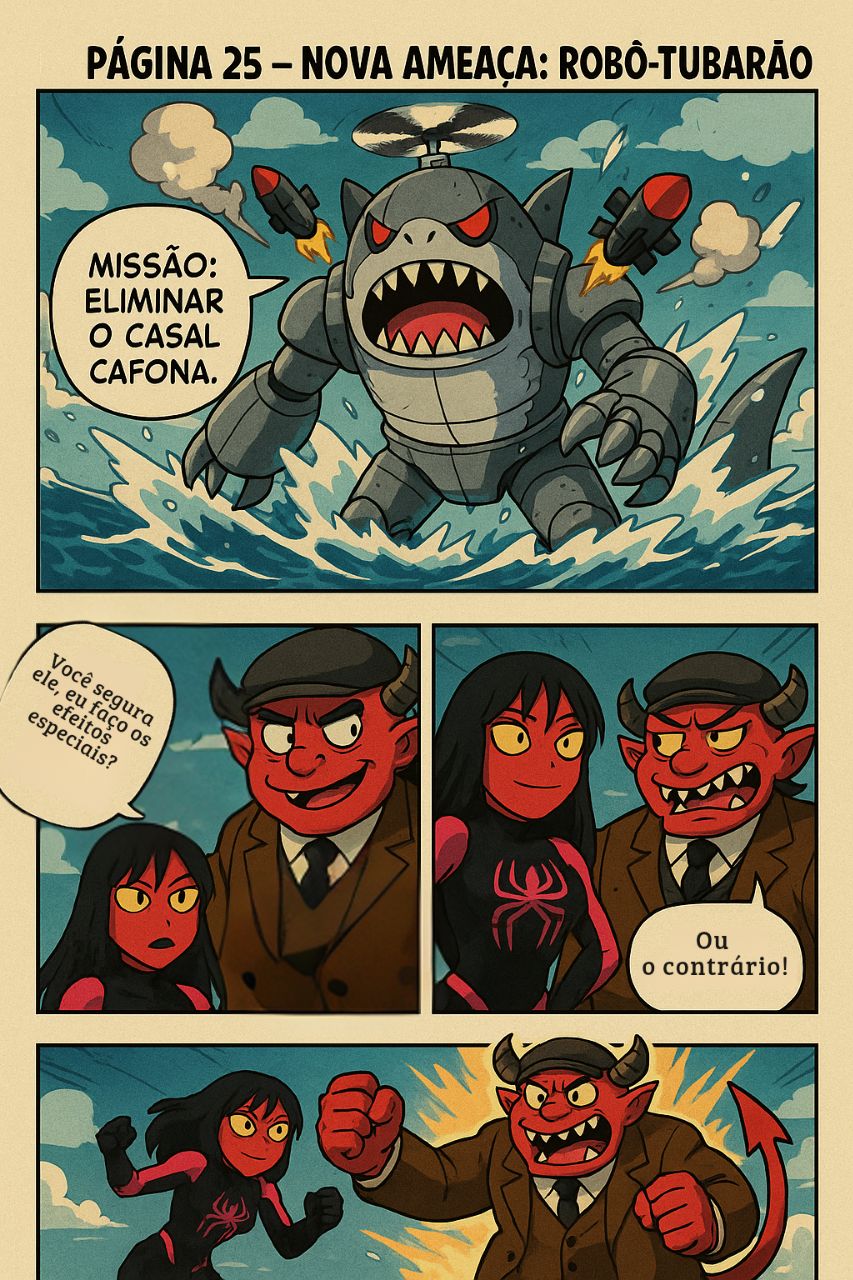 PÁGINA 25 – NOVA AMEAÇA: ROBÔ-TUBARÃO
MISSÃO:
ELIMINAR
O CASAL
CAFONA.
Você segura
ele, eu faço os
efeitos
especiais?
Ou
o contrário!